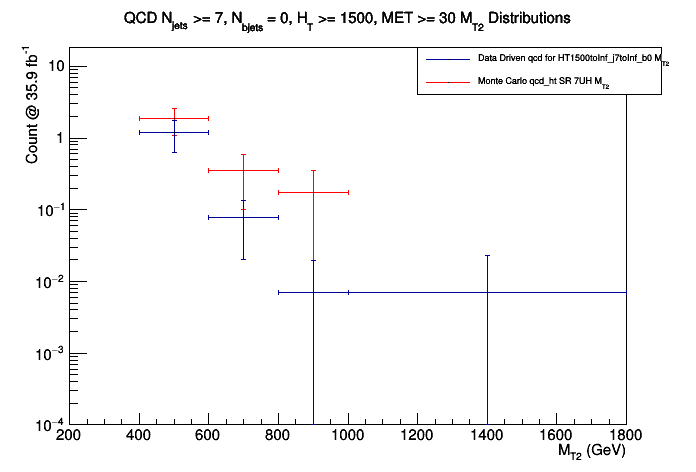 QCD N_jets >= 7, N_bjets = 0, H_T >= 1500, MET >= 30 M_T2 Distributions
Data Driven qcd for HT1500toInf_j7toInf_b0 M_T2
Monte Carlo qcd_ht SR 7UH M_T2
Count @ 35.9 fb^-1
10
1
10^−1
10^−2
10^−3
10^−4
200 400 600 800 1000 1200 1400 1600 1800
M_T2 (GeV)